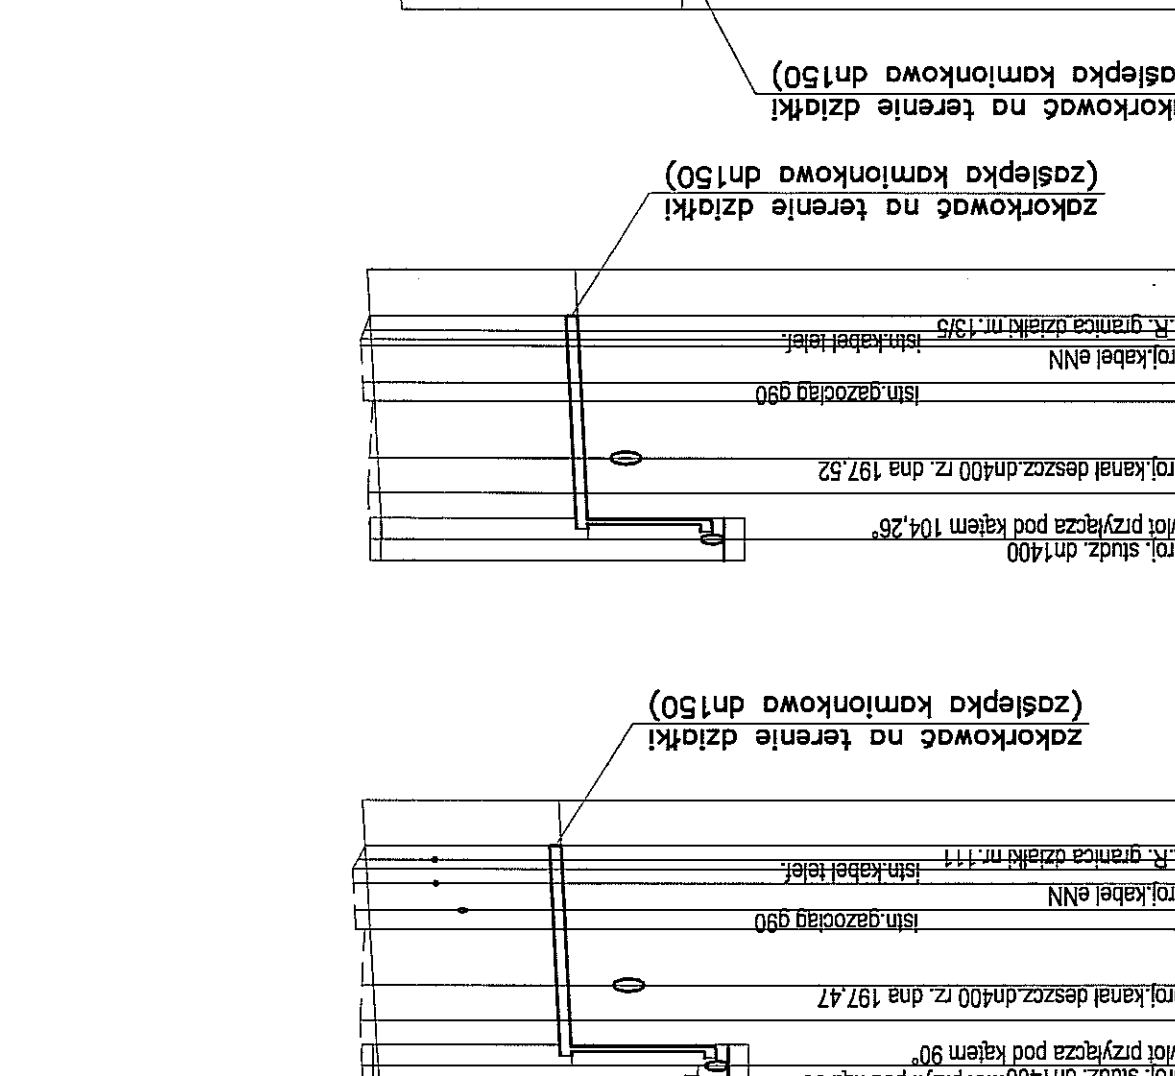 roj. studz. dn1400
wlot przyłącza pod kątem 90°
roj.kanał deszcz.dn400 rz. dna 197,47
istn.gazociąg g90
roj.kabel eNN
istn.kabel telef.
.R. granica działki nr.111
zakorkować na terenie działki
(zaślepka kamionkowa dn150)
roj. studz. dn1400
wlot przyłącza pod kątem 104,26°
roj.kanał deszcz.dn400 rz. dna 197,52
istn.gazociąg g90
roj.kabel eNN
istn.kabel telef.
.R. granica działki nr.13/5
zakorkować na terenie działki
(zaślepka kamionkowa dn150)
korkować na terenie działki
aślepka kamionkowa dn150)